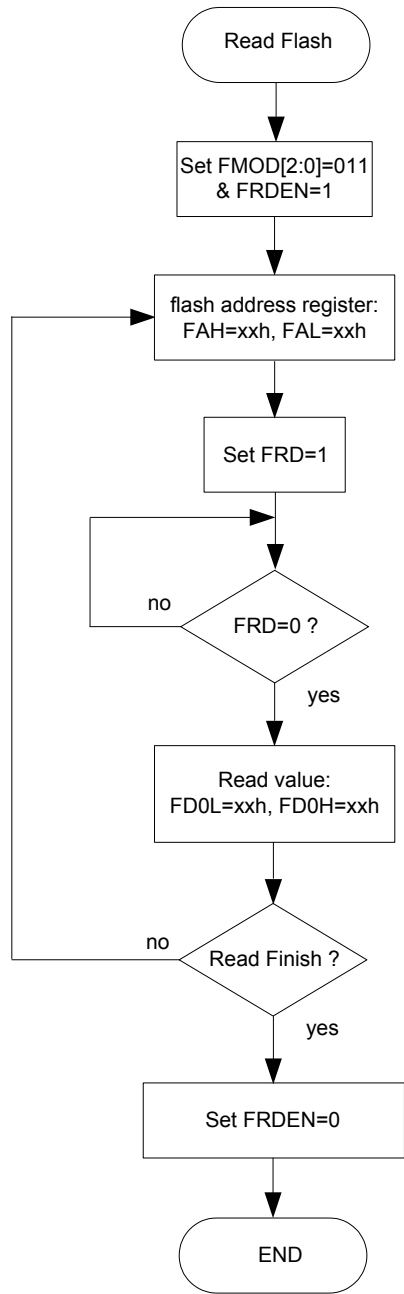 Read Flash
Set FMOD[2:0]=011
& FRDEN=1
flash address register:
FAH=xxh, FAL=xxh
Set FRD=1
no
FRD=0 ?
yes
Read value:
FD0L=xxh, FD0H=xxh
no
Read Finish ?
yes
Set FRDEN=0
END